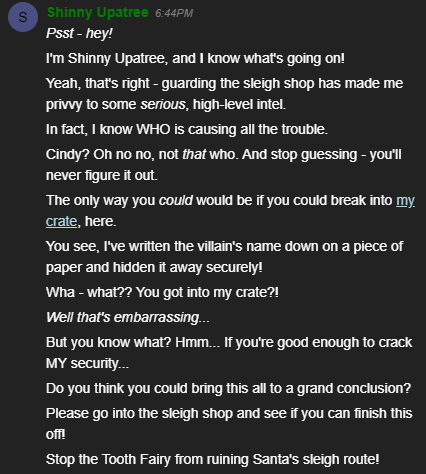 S
Shinny Upatree 6:44PM
Psst - hey!
I'm Shinny Upatree, and I know what's going on!
Yeah, that's right - guarding the sleigh shop has made me
privvy to some serious, high-level intel.
In fact, I know WHO is causing all the trouble.
Cindy? Oh no no, not that who. And stop guessing - you'll
never figure it out.
The only way you could would be if you could break into my
crate, here.
You see, I've written the villain's name down on a piece of
paper and hidden it away securely!
Wha - what?? You got into my crate?!
Well that's embarrassing...
But you know what? Hmm... If you're good enough to crack
MY security...
Do you think you could bring this all to a grand conclusion?
Please go into the sleigh shop and see if you can finish this
off!
Stop the Tooth Fairy from ruining Santa's sleigh route!